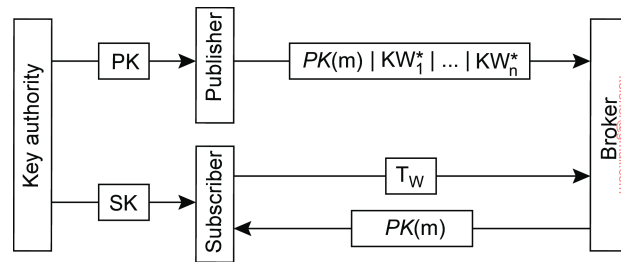 Key authority
PK
Publisher
PK(m) | KW*1 | ... | KW*n
Broker
SK
Subscriber
TW
PK(m)